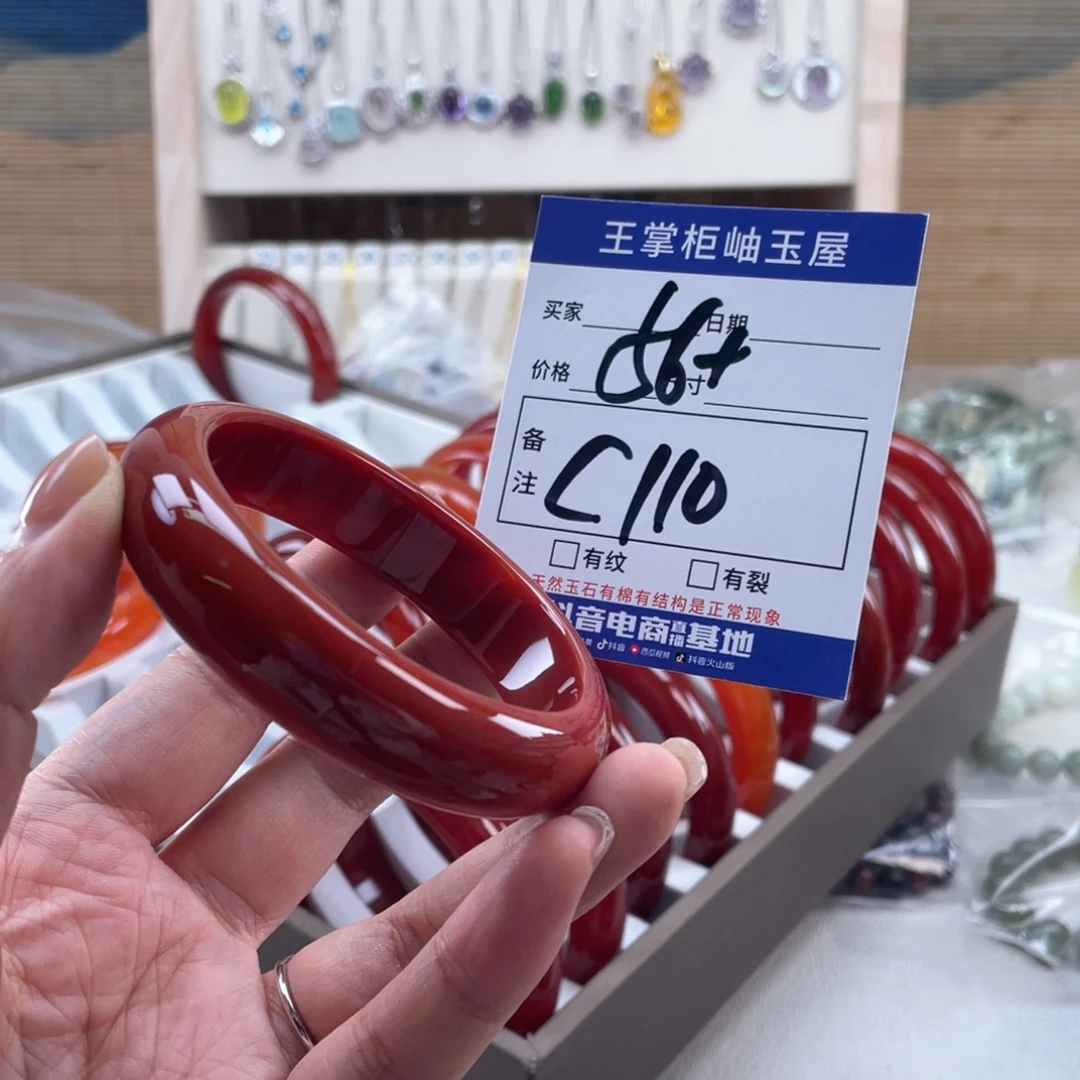 王掌柜岫玉屋
买家 日期
56+
价格 寸
备注
C110
有纹 有裂
天然玉石有棉有结构是正常现象
抖音电商直播基地
抖音 西瓜视频 抖音火山版